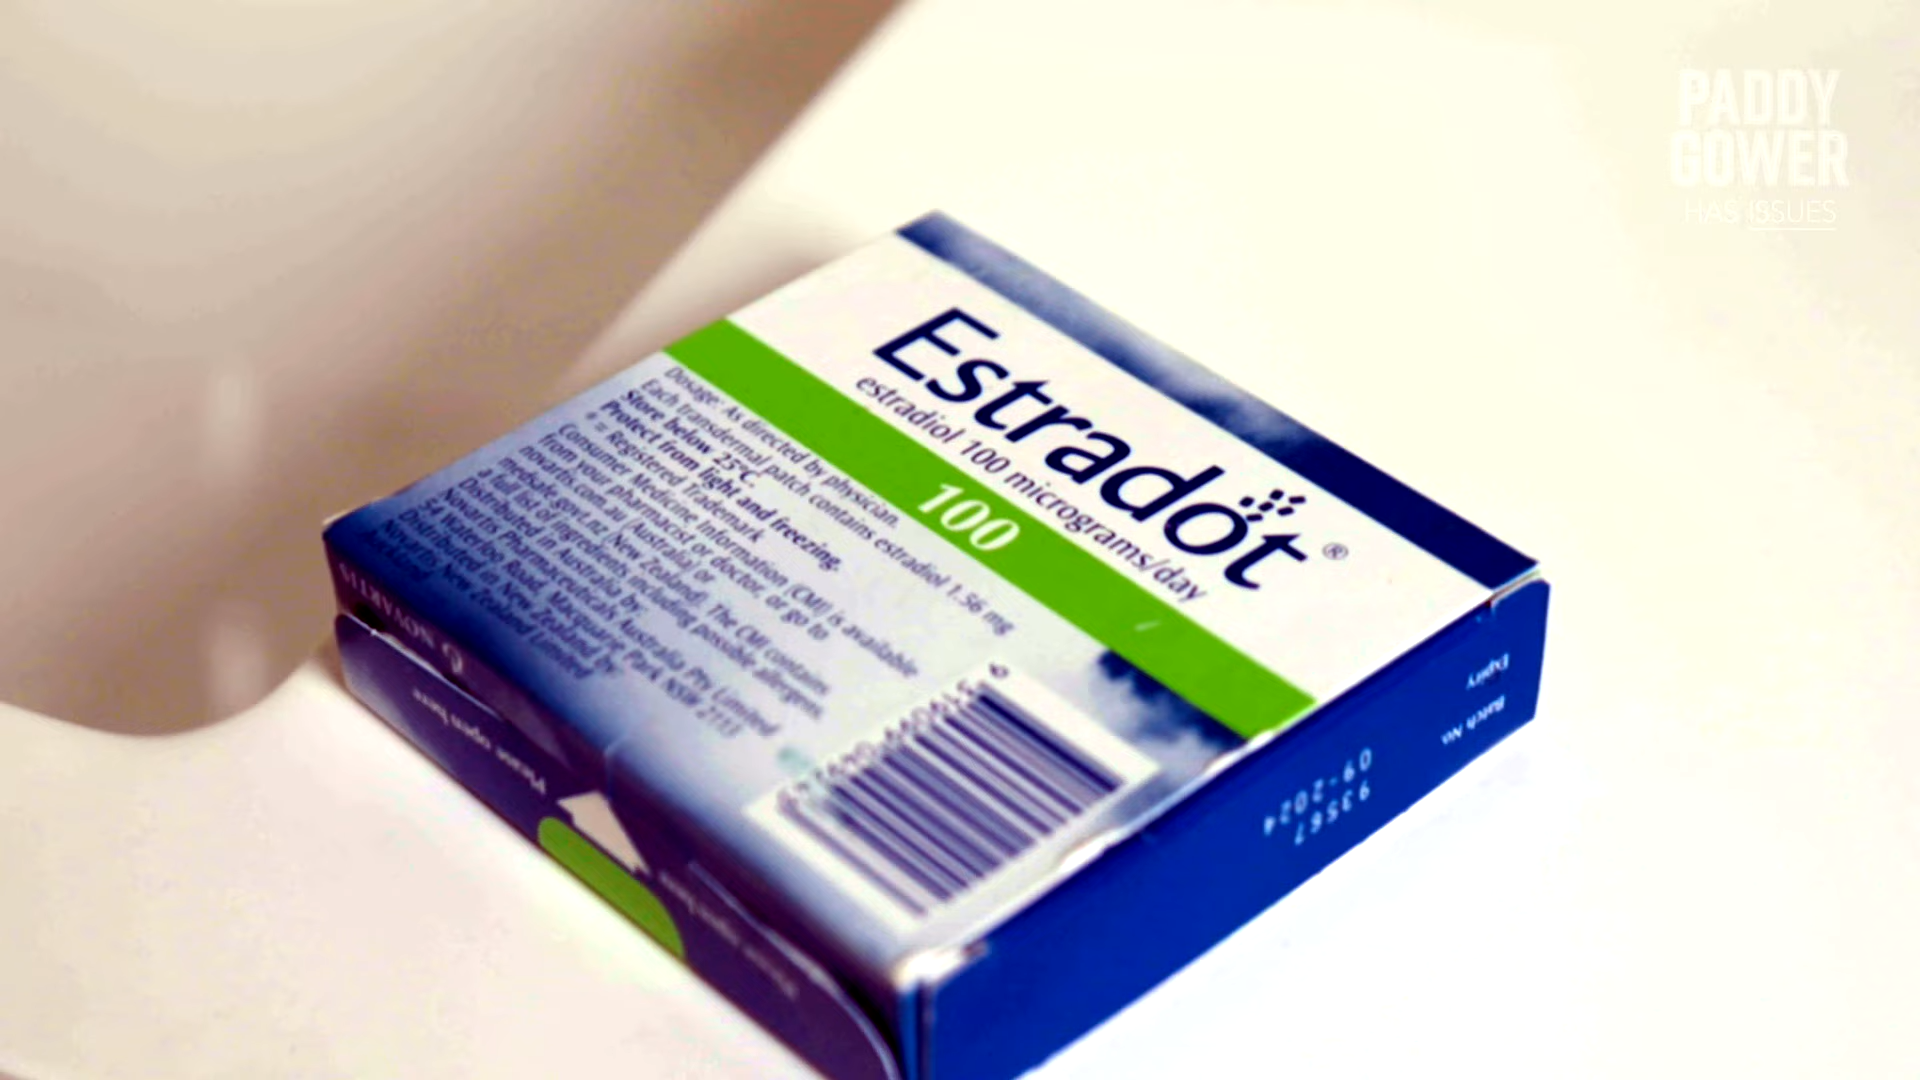 PADDY
GOWER
HAS ISSUES
Estradot®
estradiol 100 micrograms/day
100
Dosage: As directed by physician.
Each transdermal patch contains estradiol 1.56 mg
Store below 25°C.
Protect from light and freezing.
® = Registered Trademark
Consumer Medicine Information (CMI) is available
from your pharmacist or doctor, or go to
novartis.com.au (Australia) or
medsafe.govt.nz (New Zealand). The CMI contains
a full list of ingredients, including possible allergens.
Distributed in Australia by
Novartis Pharmaceuticals Australia Pty Limited
54 Waterloo Road, Macquarie Park NSW 2113
Distributed in New Zealand by
Novartis New Zealand Limited
Auckland
NOVARTIS
Please open here
Batch No.
Expiry
93567
09-2024